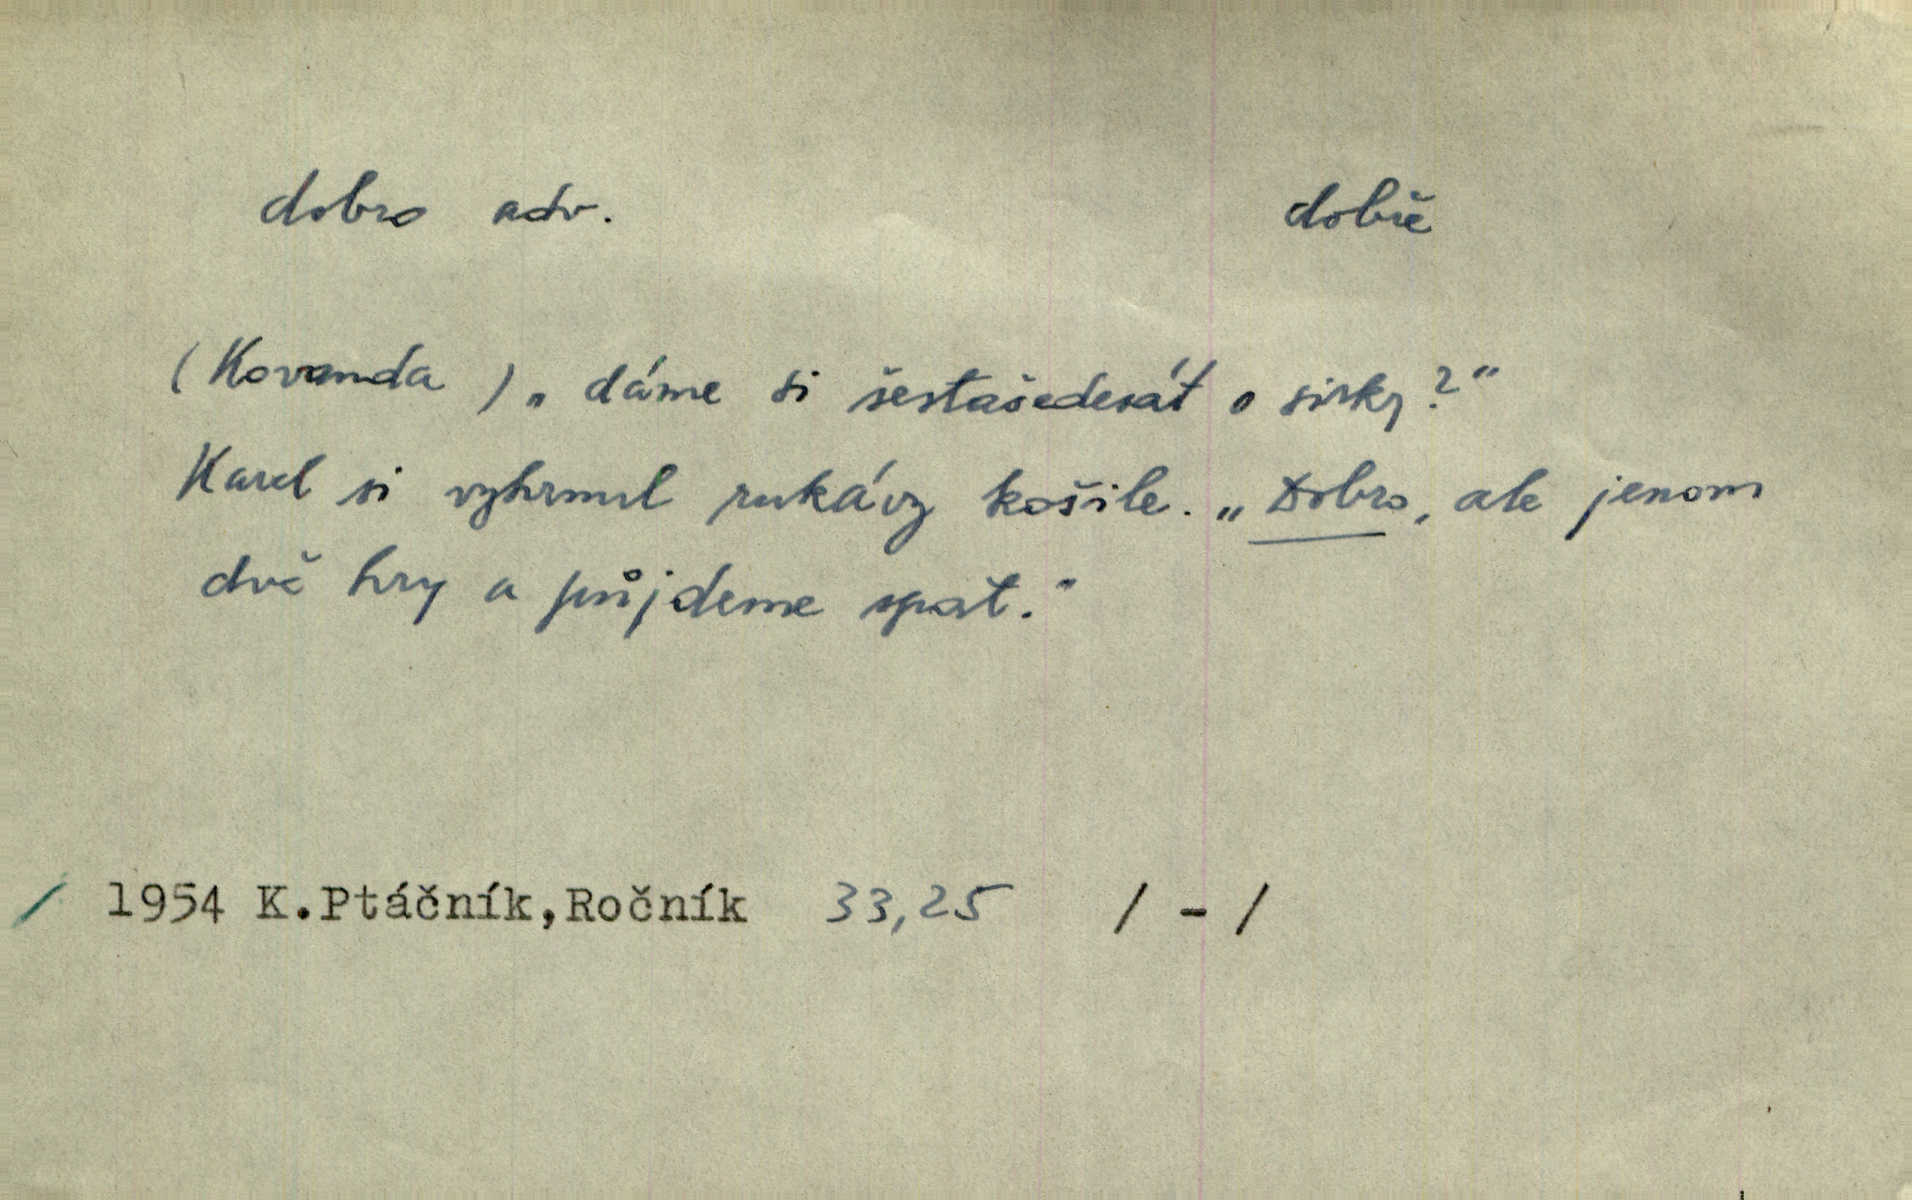 dobro adv. dobře
(Kovanda) „dáme si šestašedesát o sirky?“
Karel si vyhrnul rukávy košile. „Dobro, ale jenom
dvě hry a půjdeme spat.“
/ 1954 K.Ptáčník,Ročník 33,25 / - /